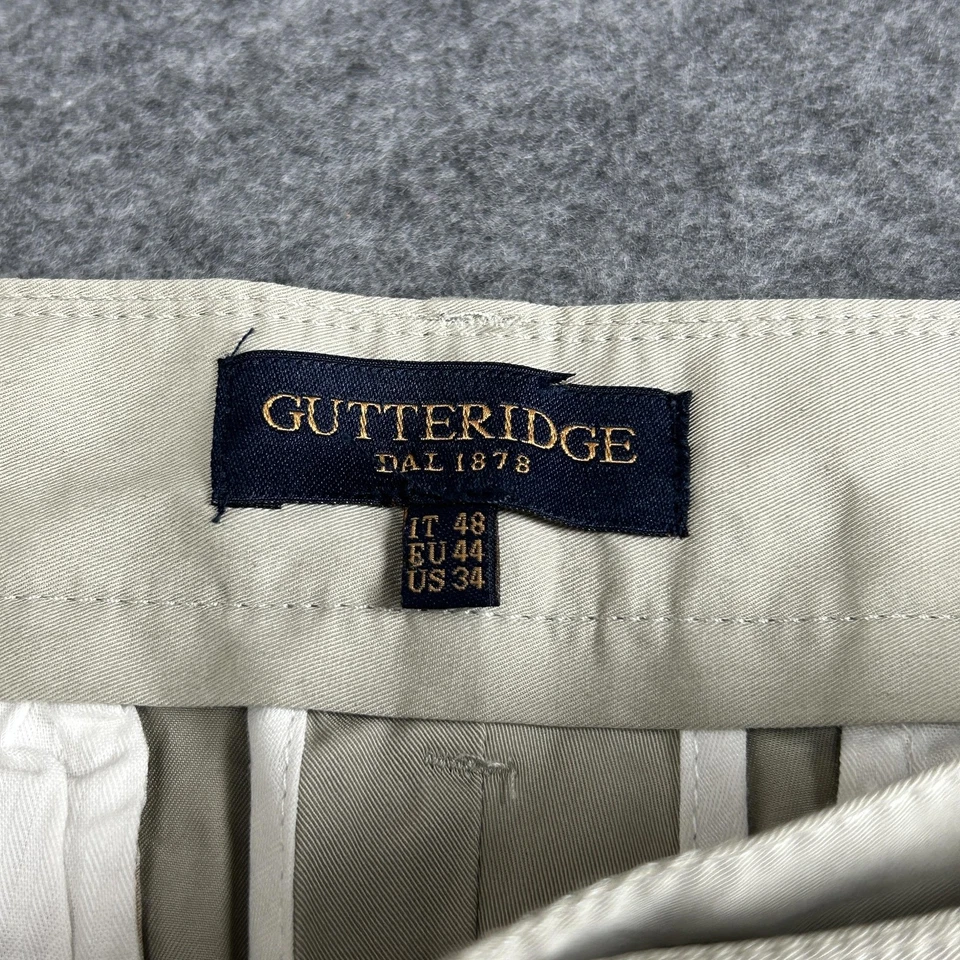 GUTTERIDGE
DAL 1878
IT 48
EU 44
US 34